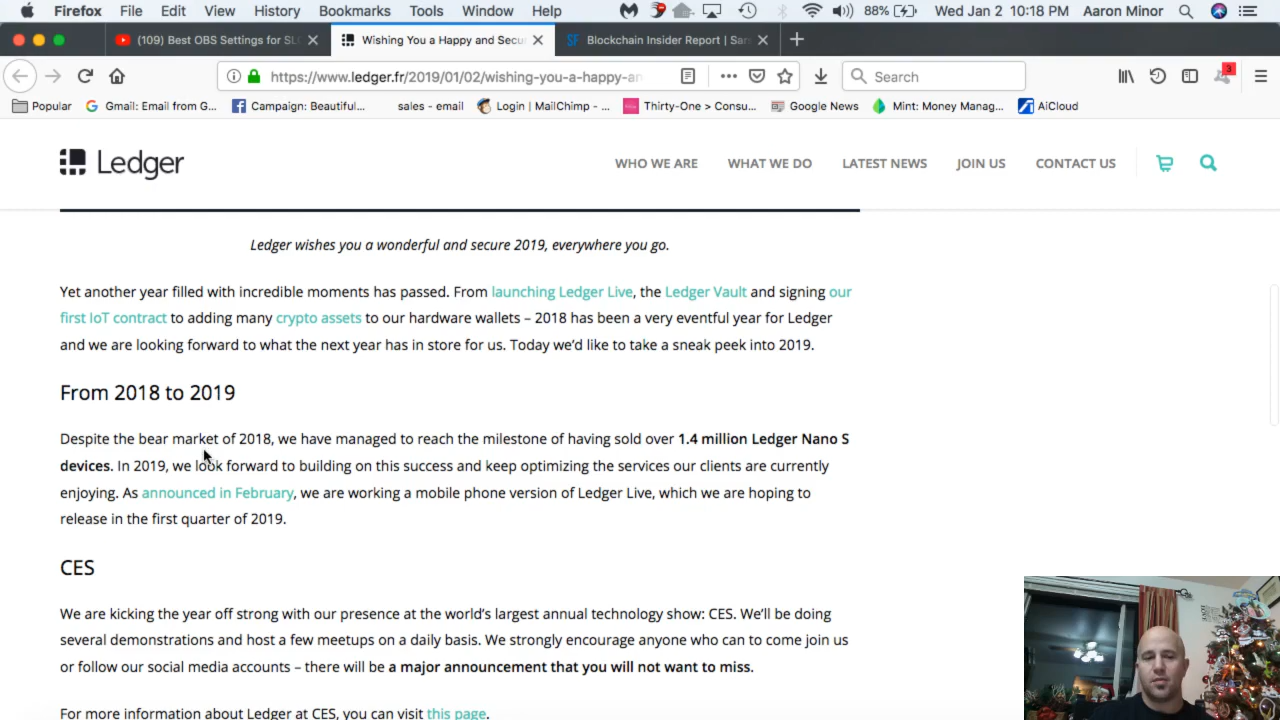 Firefox File Edit View History Bookmarks Tools Window Help 88% Wed Jan 2 10:18 PM Aaron Minor
(109) Best OBS Settings for SLO Wishing You a Happy and Secu Blockchain Insider Report | San
https://www.ledger.fr/2019/01/02/wishing-you-a-happy-an Search 3
Popular Gmail: Email from G... Campaign: Beautiful... sales - email Login | MailChimp - ... Thirty-One > Consu... Google News Mint: Money Manag... AiCloud
Ledger WHO WE ARE WHAT WE DO LATEST NEWS JOIN US CONTACT US
Ledger wishes you a wonderful and secure 2019, everywhere you go.
Yet another year filled with incredible moments has passed. From launching Ledger Live, the Ledger Vault and signing our
first IoT contract to adding many crypto assets to our hardware wallets – 2018 has been a very eventful year for Ledger
and we are looking forward to what the next year has in store for us. Today we'd like to take a sneak peek into 2019.
From 2018 to 2019
Despite the bear market of 2018, we have managed to reach the milestone of having sold over 1.4 million Ledger Nano S
devices. In 2019, we look forward to building on this success and keep optimizing the services our clients are currently
enjoying. As announced in February, we are working a mobile phone version of Ledger Live, which we are hoping to
release in the first quarter of 2019.
CES
We are kicking the year off strong with our presence at the world's largest annual technology show: CES. We'll be doing
several demonstrations and host a few meetups on a daily basis. We strongly encourage anyone who can to come join us
or follow our social media accounts – there will be a major announcement that you will not want to miss.
For more information about Ledger at CES, you can visit this page.